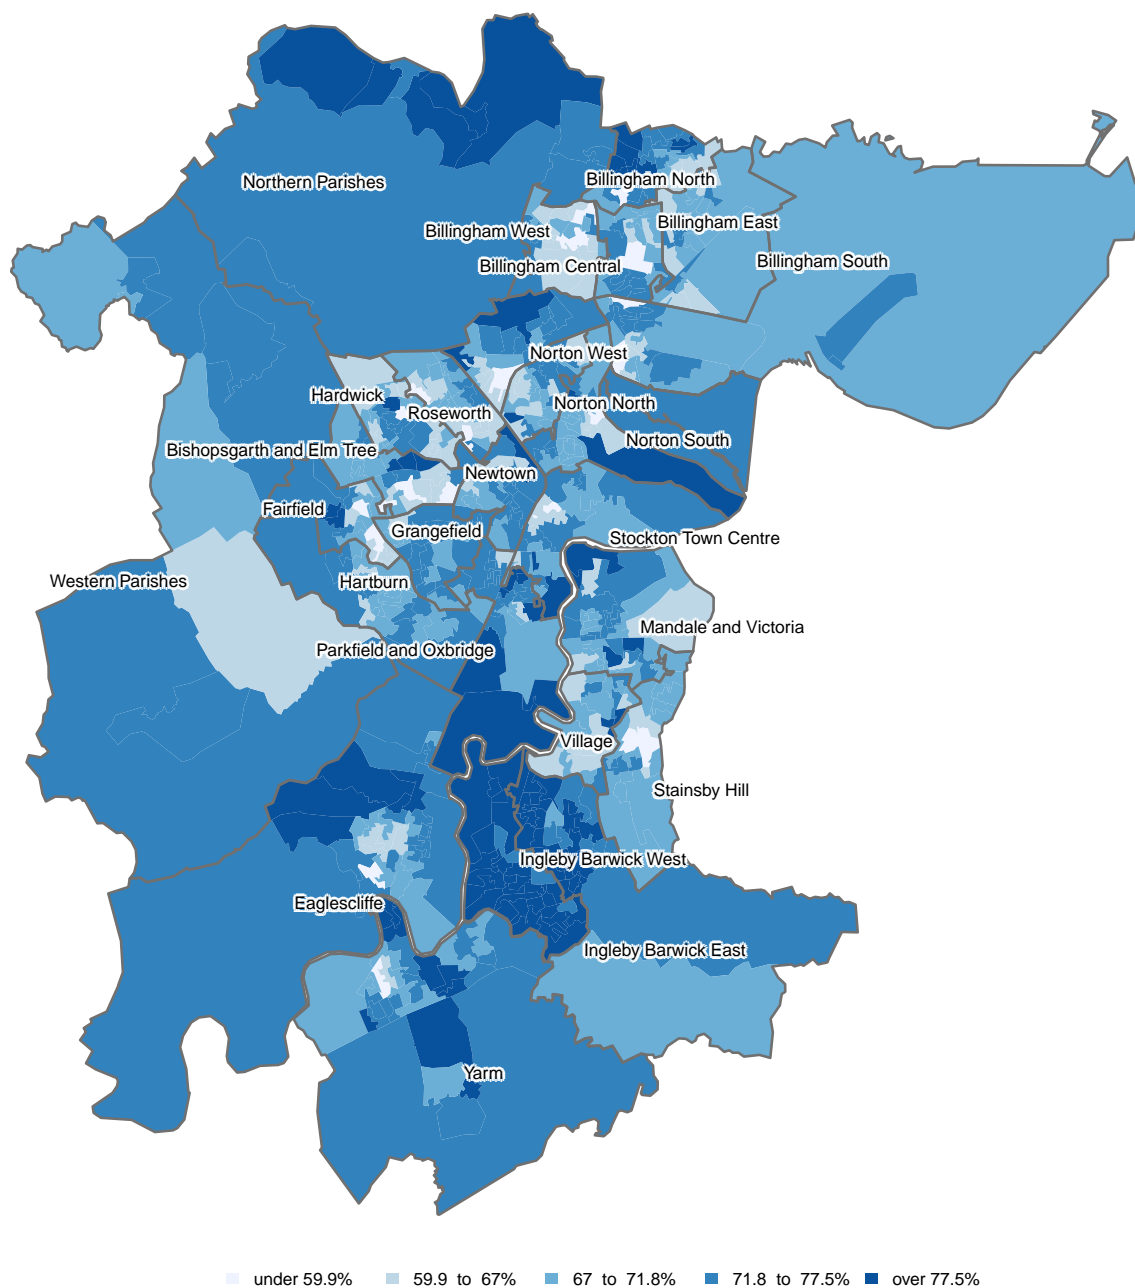 Northern Parishes
Billingham North
Billingham East
Billingham West
Billingham South
Billingham Central
Norton West
Hardwick
Norton North
Roseworth
Norton South
Bishopsgarth and Elm Tree
Newtown
Fairfield
Grangefield
Stockton Town Centre
Western Parishes
Hartburn
Mandale and Victoria
Parkfield and Oxbridge
Village
Stainsby Hill
Ingleby Barwick West
Eaglescliffe
Ingleby Barwick East
Yarm
under 59.9% 59.9 to 67% 67 to 71.8% 71.8 to 77.5% over 77.5%